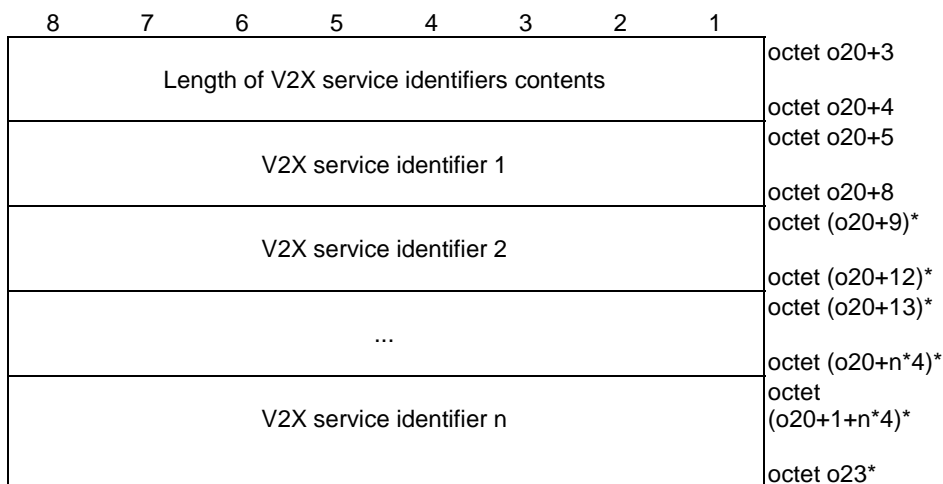 8 7 6 5 4 3 2 1
Length of V2X service identifiers contents
octet o20+3
octet o20+4
V2X service identifier 1
octet o20+5
octet o20+8
V2X service identifier 2
octet (o20+9)*
octet (o20+12)*
...
octet (o20+13)*
octet (o20+n*4)*
V2X service identifier n
octet
(o20+1+n*4)*
octet o23*